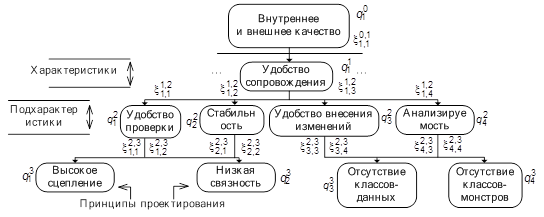 Внутреннее
и внешнее качество
q₁⁰
ξ₁,₁⁰,¹
Характеристики
...
Удобство
сопровождения
q₁¹
...
ξ₁,₁¹,² ξ₁,₂¹,² ξ₁,₃¹,² ξ₁,₄¹,²
Подхарактер
истики
q₁²
Удобство
проверки
q₂²
Стабильн
ость
Удобство внесения
изменений
q₃²
Анализируе
мость
q₄²
ξ₁,₁²,³ ξ₁,₂²,³ ξ₂,₁²,³ ξ₂,₂²,³ ξ₃,₃²,³ ξ₃,₄²,³ ξ₄,₃²,³ ξ₄,₄²,³
q₁³
Высокое
сцепление
Низкая
связность
q₂³
q₃³
Отсутствие
классов-
данных
Отсутствие
классов-
монстров
q₄³
Принципы проектирования